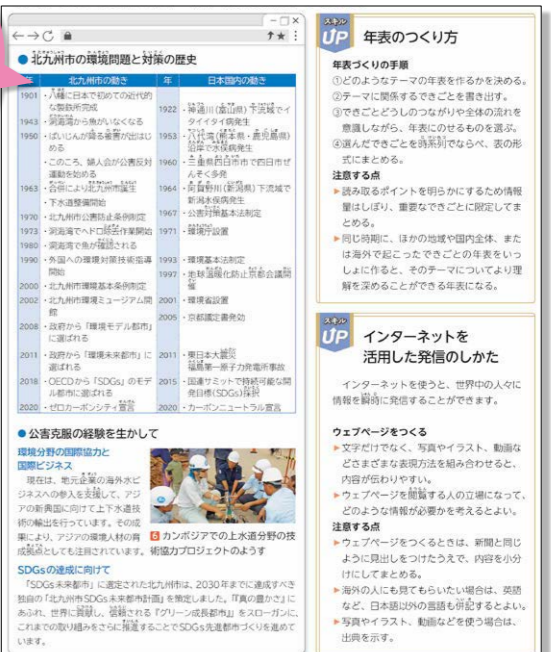 ●北九州市の環境問題と対策の歴史
年 北九州市の動き 年 日本国内の動き
1901 ・八幡に日本で初めての近代的な製鉄所完成
1943 ・洞海湾から魚がいなくなる
1950 ・ばいじんが降る被害が出はじめる
・このころ、婦人会が公害反対運動を始める
1963 ・合併により北九州市誕生
・下水道整備開始
1970 ・北九州市公害防止条例制定
1973 ・洞海湾でヘドロ除去作業開始
1980 ・洞海湾で魚が確認される
1990 ・外国への環境対策技術指導開始
2000 ・北九州市環境基本条例制定
2002 ・北九州市環境ミュージアム開館
2008 ・政府から「環境モデル都市」に選ばれる
2011 ・政府から「環境未来都市」に選ばれる
2018 ・OECDから「SDGs」のモデル都市に選ばれる
2020 ・ゼロカーボンシティ宣言
1922 ・神通川(富山県)下流域でイタイイタイ病発生
1953 ・八代海(熊本県・鹿児島県)沿岸で水俣病発生
1960 ・三重県四日市市で四日市ぜんそく多発
1964 ・阿賀野川(新潟県)下流域で新潟水俣病発生
1967 ・公害対策基本法制定
1971 ・環境庁設置
1993 ・環境基本法制定
1997 ・地球温暖化防止京都会議開催
2001 ・環境省設置
2005 ・京都議定書発効
2011 ・東日本大震災
福島第一原子力発電所事故
2015 ・国連サミットで持続可能な開発目標(SDGs)採択
2020 ・カーボンニュートラル宣言
●公害克服の経験を生かして
環境分野の国際協力と
国際ビジネス
現在は、地元企業の海外水ビ
ジネスへの参入を支援して、アジ
アの新興国に向けて上下水道技
術の輸出を行っています。その成
果により、アジアの環境人材の育
成拠点としても注目されています。
6 カンボジアでの上水道分野の技
術協力プロジェクトのようす
SDGsの達成に向けて
「SDGs未来都市」に選定された北九州市は、2030年までに達成すべき
独自の「北九州市SDGs未来都市計画」を策定しました。「『真の豊かさ』に
あふれ、世界に貢献し、信頼される『グリーン成長都市』」をスローガンに、
これまでの取り組みをさらに推進することでSDGs先進都市づくりを進めて
います。
スキル
UP 年表のつくり方
年表づくりの手順
①どのようなテーマの年表を作るかを決める。
②テーマに関係するできごとを書き出す。
③できごとどうしのつながりや全体の流れを
意識しながら、年表にのせるものを選ぶ。
④選んだできごとを時系列でならべ、表の形
式にまとめる。
注意する点
▶読み取るポイントを明らかにするため情報
量はしぼり、重要なできごとに限定してま
とめる。
▶同じ時期に、ほかの地域や国内全体、また
は海外で起こったできごとの年表をいっ
しょに作ると、そのテーマについてより理
解を深めることができる年表になる。
スキル
UP インターネットを
活用した発信のしかた
インターネットを使うと、世界中の人々に
情報を瞬時に発信することができます。
ウェブページをつくる
▶文字だけでなく、写真やイラスト、動画な
どさまざまな表現方法を組み合わせると、
内容が伝わりやすい。
▶ウェブページを閲覧する人の立場になって、
どのような情報が必要かを考えるとよい。
注意する点
▶ウェブページをつくるときは、新聞と同じ
ように見出しをつけたうえで、内容を小分
けにしてまとめる。
▶海外の人にも見てもらいたい場合は、英語
など、日本語以外の言語も併記するとよい。
▶写真やイラスト、動画などを使う場合は、
出典を示す。